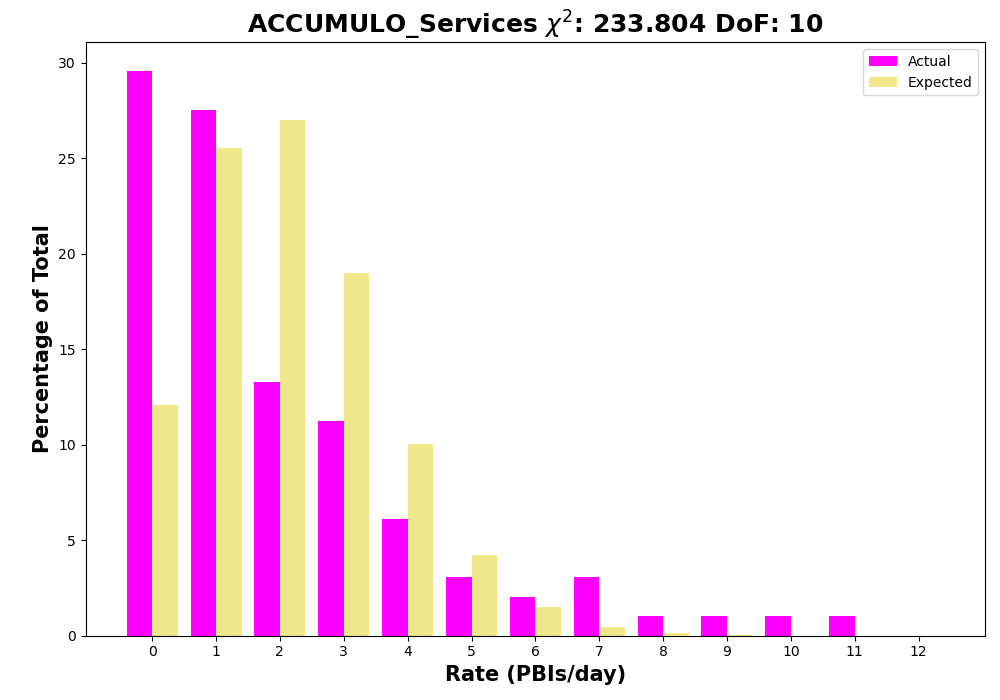 ACCUMULO_Services χ²: 233.804 DoF: 10
Actual
Expected
Percentage of Total
30
25
20
15
10
5
0
0 1 2 3 4 5 6 7 8 9 10 11 12
Rate (PBIs/day)